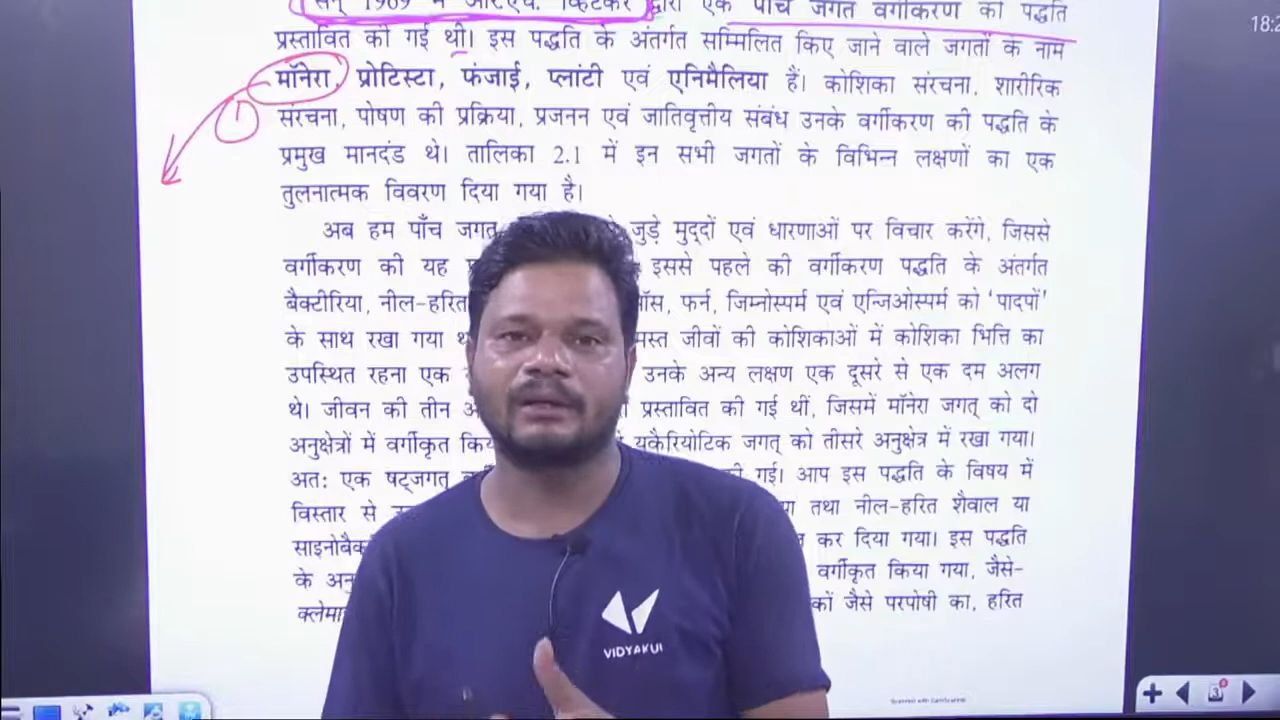 सन् 1969 में आर.एच. व्हिटेकर द्वारा एक पाँच जगत वर्गीकरण की पद्धति
18:2
प्रस्तावित की गई थी। इस पद्धति के अंतर्गत सम्मिलित किए जाने वाले जगतों के नाम
मॉनेरा, प्रोटिस्टा, फंजाई, प्लांटी एवं एनिमैलिया हैं। कोशिका संरचना, शारीरिक
1
संरचना, पोषण की प्रक्रिया, प्रजनन एवं जातिवृत्तीय संबंध उनके वर्गीकरण की पद्धति के
प्रमुख मानदंड थे। तालिका 2.1 में इन सभी जगतों के विभिन्न लक्षणों का एक
तुलनात्मक विवरण दिया गया है।
अब हम पाँच जगत जुड़े मुद्दों एवं धारणाओं पर विचार करेंगे, जिससे
वर्गीकरण की यह इससे पहले की वर्गीकरण पद्धति के अंतर्गत
बैक्टीरिया, नील-हरित फर्न, जिम्नोस्पर्म एवं एन्जिओस्पर्म को 'पादपों'
के साथ रखा गया जीवों की कोशिकाओं में कोशिका भित्ति का
उपस्थित रहना एक उनके अन्य लक्षण एक दूसरे से एक दम अलग
थे। जीवन की तीन प्रस्तावित की गई थीं, जिसमें मॉनेरा जगत् को दो
अनुक्षेत्रों में वर्गीकृत यूकैरियोटिक जगत् को तीसरे अनुक्षेत्र में रखा गया।
अतः एक षट्जगत् गई। आप इस पद्धति के विषय में
विस्तार से तथा नील-हरित शैवाल या
कर दिया गया। इस पद्धति
के वर्गीकृत किया गया, जैसे-
जैसे परपोषी का, हरित
VIDYAKUL
Scanned with CamScanner
3